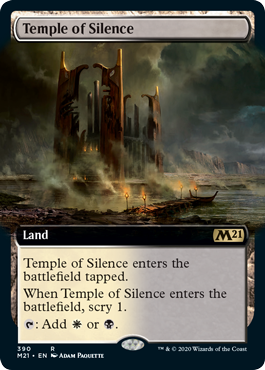 Temple of Silence
Land
M21
Temple of Silence enters the
battlefield tapped.
When Temple of Silence enters the
battlefield, scry 1.
: Add or .
390 R
M21 • EN ADAM PAQUETTE
™ & © 2020 Wizards of the Coast